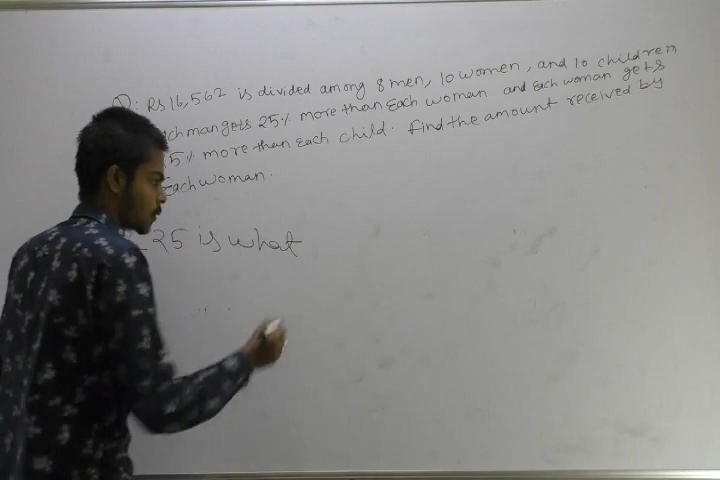 Q: Rs 16,562 is divided among 8 men, 10 women, and 10 children
man gets 25% more than Each woman and Each woman gets
5% more than Each child. Find the amount received by
Each woman.
25 is what